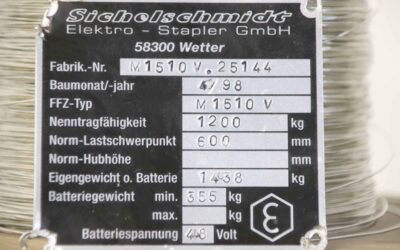 Sichelschmidt
Elektro - Stapler GmbH
58300 Wetter
Fabrik.-Nr. M1510V.25144
Baumonat/-jahr 4/98
FFZ-Typ M1510V
Nenntragfähigkeit 1200 kg
Norm-Lastschwerpunkt 600 mm
Norm-Hubhöhe mm
Eigengewicht o. Batterie 1438 kg
Batteriegewicht min. 355 kg
max. kg
Batteriespannung 48 Volt